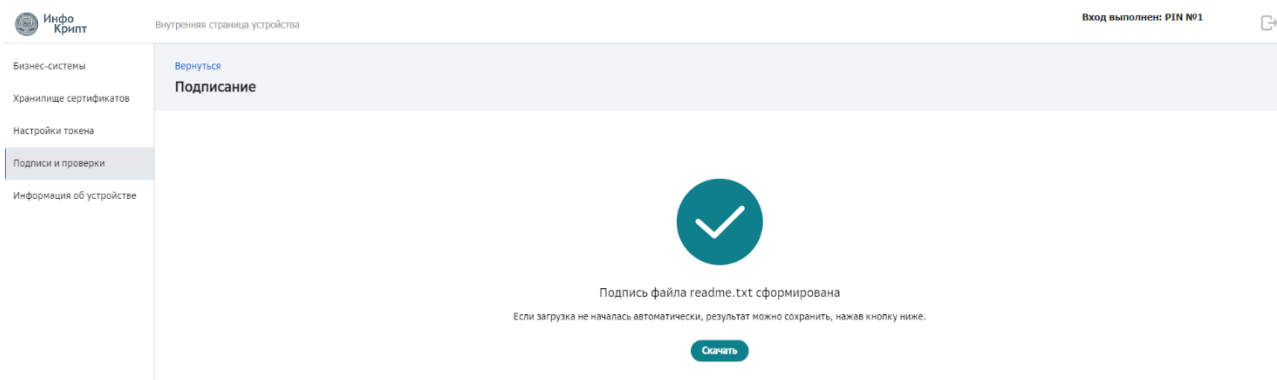 Инфо
Крипт
Внутренняя страница устройства
Вход выполнен: PIN №1
Бизнес-системы
Хранилище сертификатов
Настройки токена
Подписи и проверки
Информация об устройстве
Вернуться
Подписание
Подпись файла readme.txt сформирована
Если загрузка не началась автоматически, результат можно сохранить, нажав кнопку ниже.
Скачать